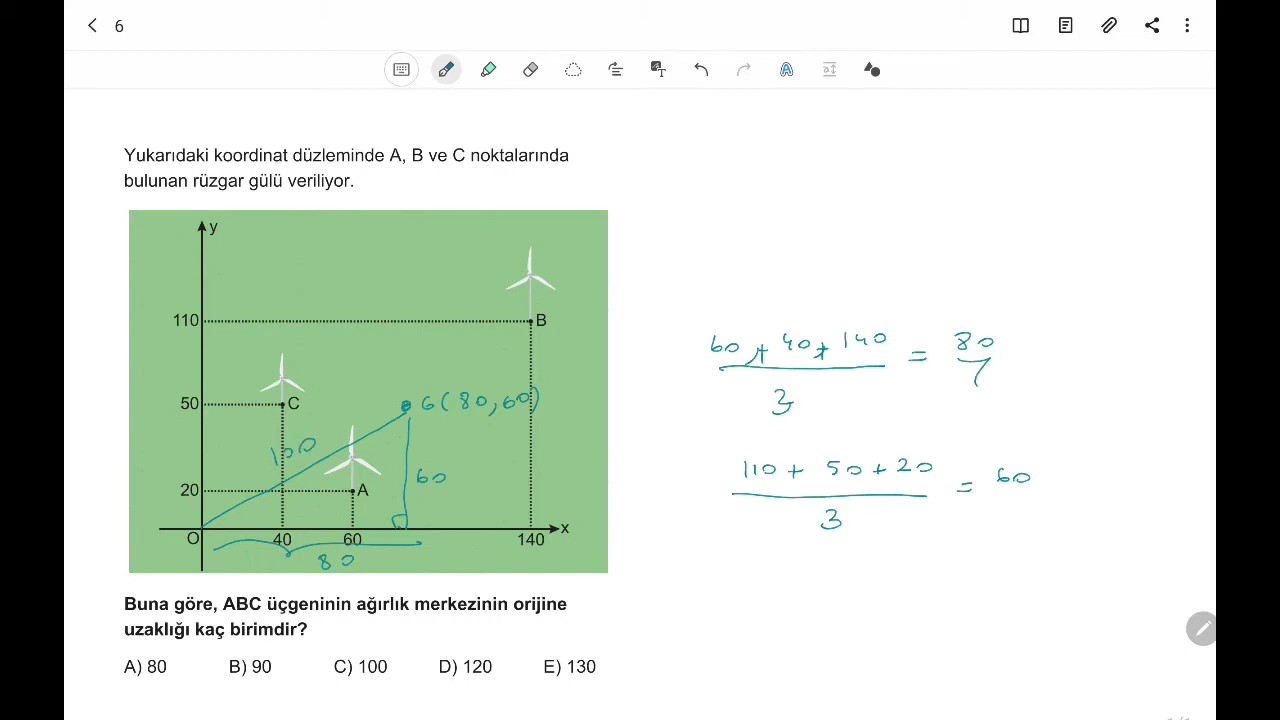 6
Yukarıdaki koordinat düzleminde A, B ve C noktalarında
bulunan rüzgar gülü veriliyor.
y
110
B
50
C
G(80,60)
100
60
20
A
O
40
60
140
x
80
60 + 40 + 140
3
= 80
110 + 50 + 20
3
= 60
Buna göre, ABC üçgeninin ağırlık merkezinin orijine
uzaklığı kaç birimdir?
A) 80 B) 90 C) 100 D) 120 E) 130